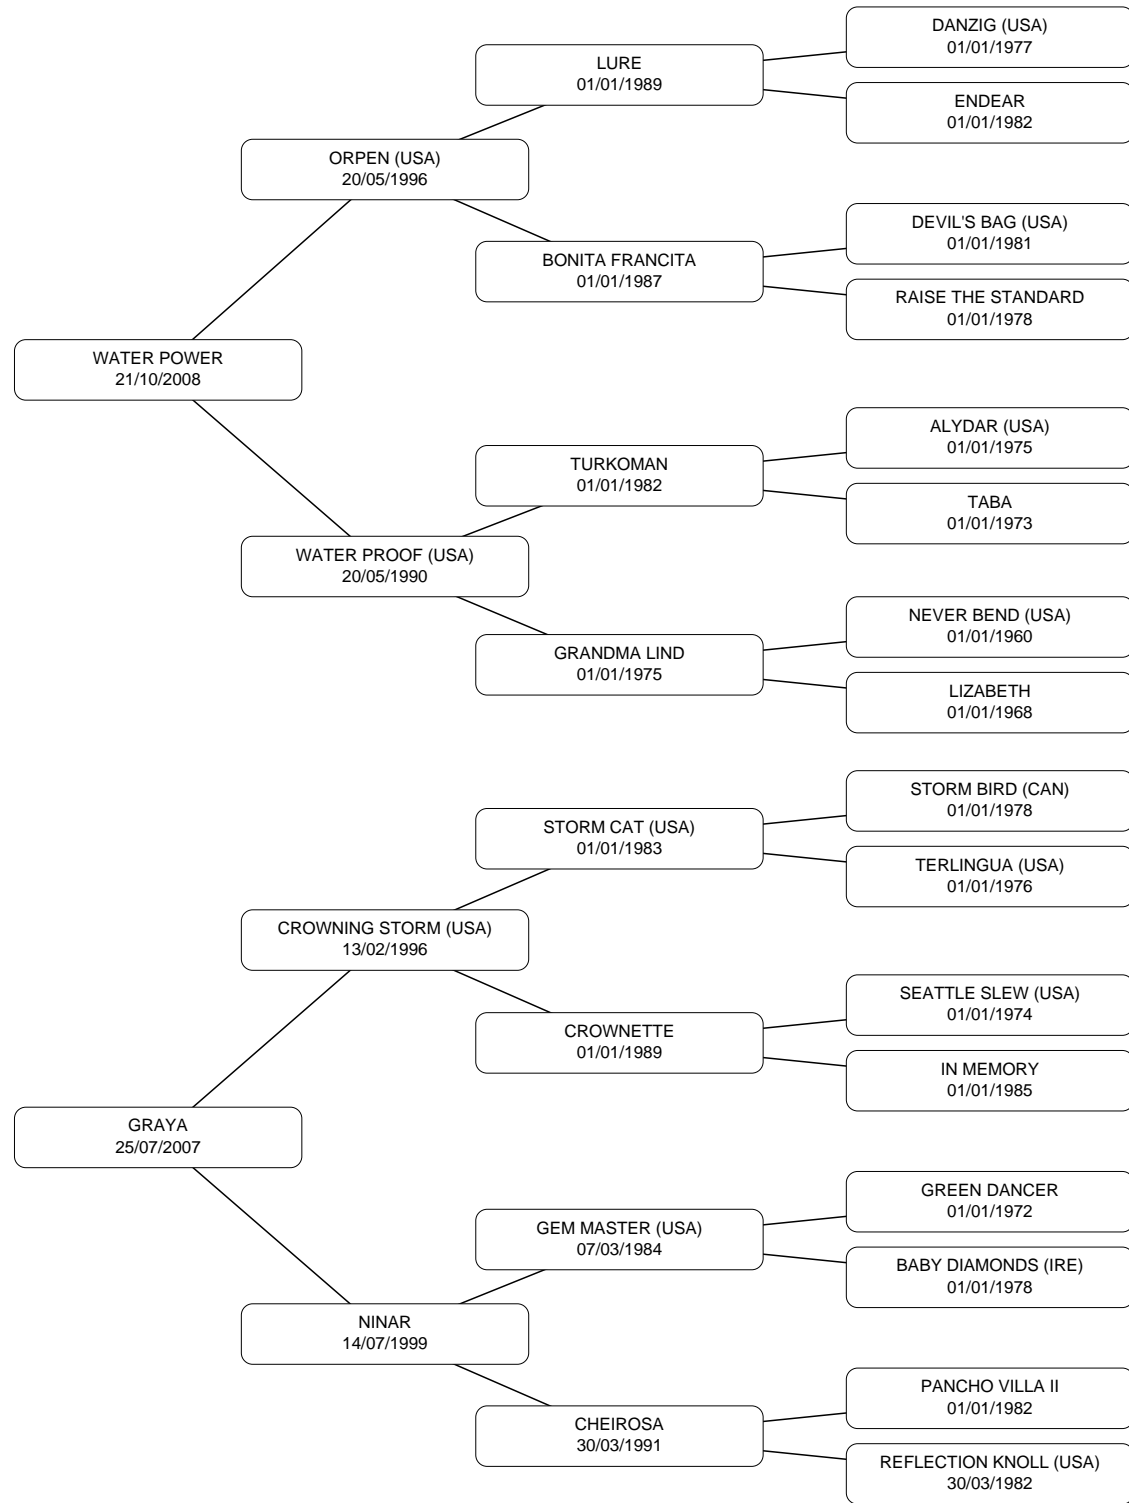 DANZIG (USA)
01/01/1977
LURE
01/01/1989
ENDEAR
01/01/1982
ORPEN (USA)
20/05/1996
DEVIL'S BAG (USA)
01/01/1981
BONITA FRANCITA
01/01/1987
RAISE THE STANDARD
01/01/1978
WATER POWER
21/10/2008
ALYDAR (USA)
01/01/1975
TURKOMAN
01/01/1982
TABA
01/01/1973
WATER PROOF (USA)
20/05/1990
NEVER BEND (USA)
01/01/1960
GRANDMA LIND
01/01/1975
LIZABETH
01/01/1968
STORM BIRD (CAN)
01/01/1978
STORM CAT (USA)
01/01/1983
TERLINGUA (USA)
01/01/1976
CROWNING STORM (USA)
13/02/1996
SEATTLE SLEW (USA)
01/01/1974
CROWNETTE
01/01/1989
IN MEMORY
01/01/1985
GRAYA
25/07/2007
GREEN DANCER
01/01/1972
GEM MASTER (USA)
07/03/1984
BABY DIAMONDS (IRE)
01/01/1978
NINAR
14/07/1999
PANCHO VILLA II
01/01/1982
CHEIROSA
30/03/1991
REFLECTION KNOLL (USA)
30/03/1982